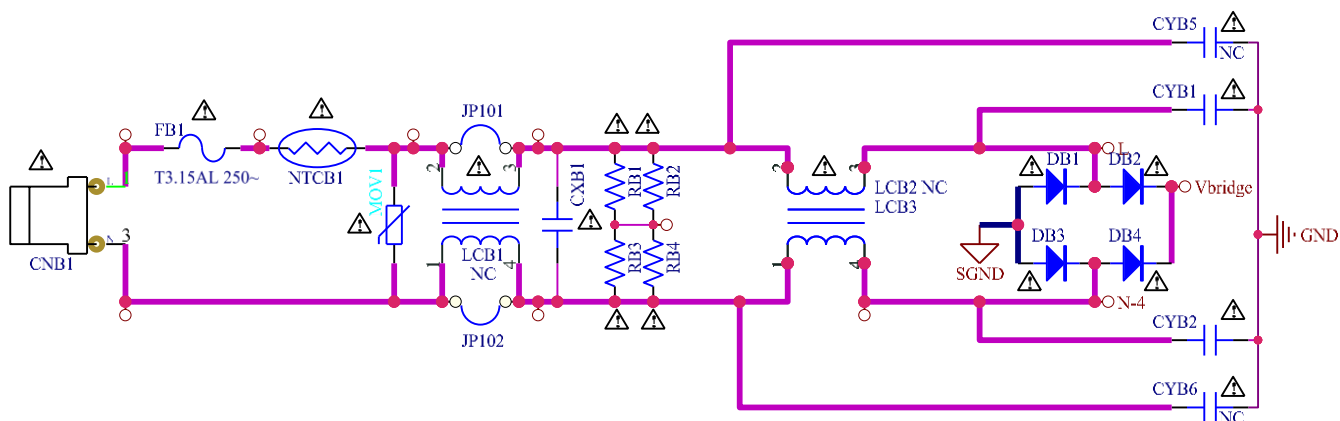 CYB5
NC
CYB1
FB1
JP101
T3.15AL 250~
NTCB1
MOV1
2
3
CXB1
RB1
RB2
2
3
LCB2 NC
LCB3
L
DB1
DB2
Vbridge
L
3
CNB1
LCB1
NC
RB3
RB4
SGND
DB3
DB4
GND
1
4
1
4
N-4
JP102
CYB2
CYB6
NC